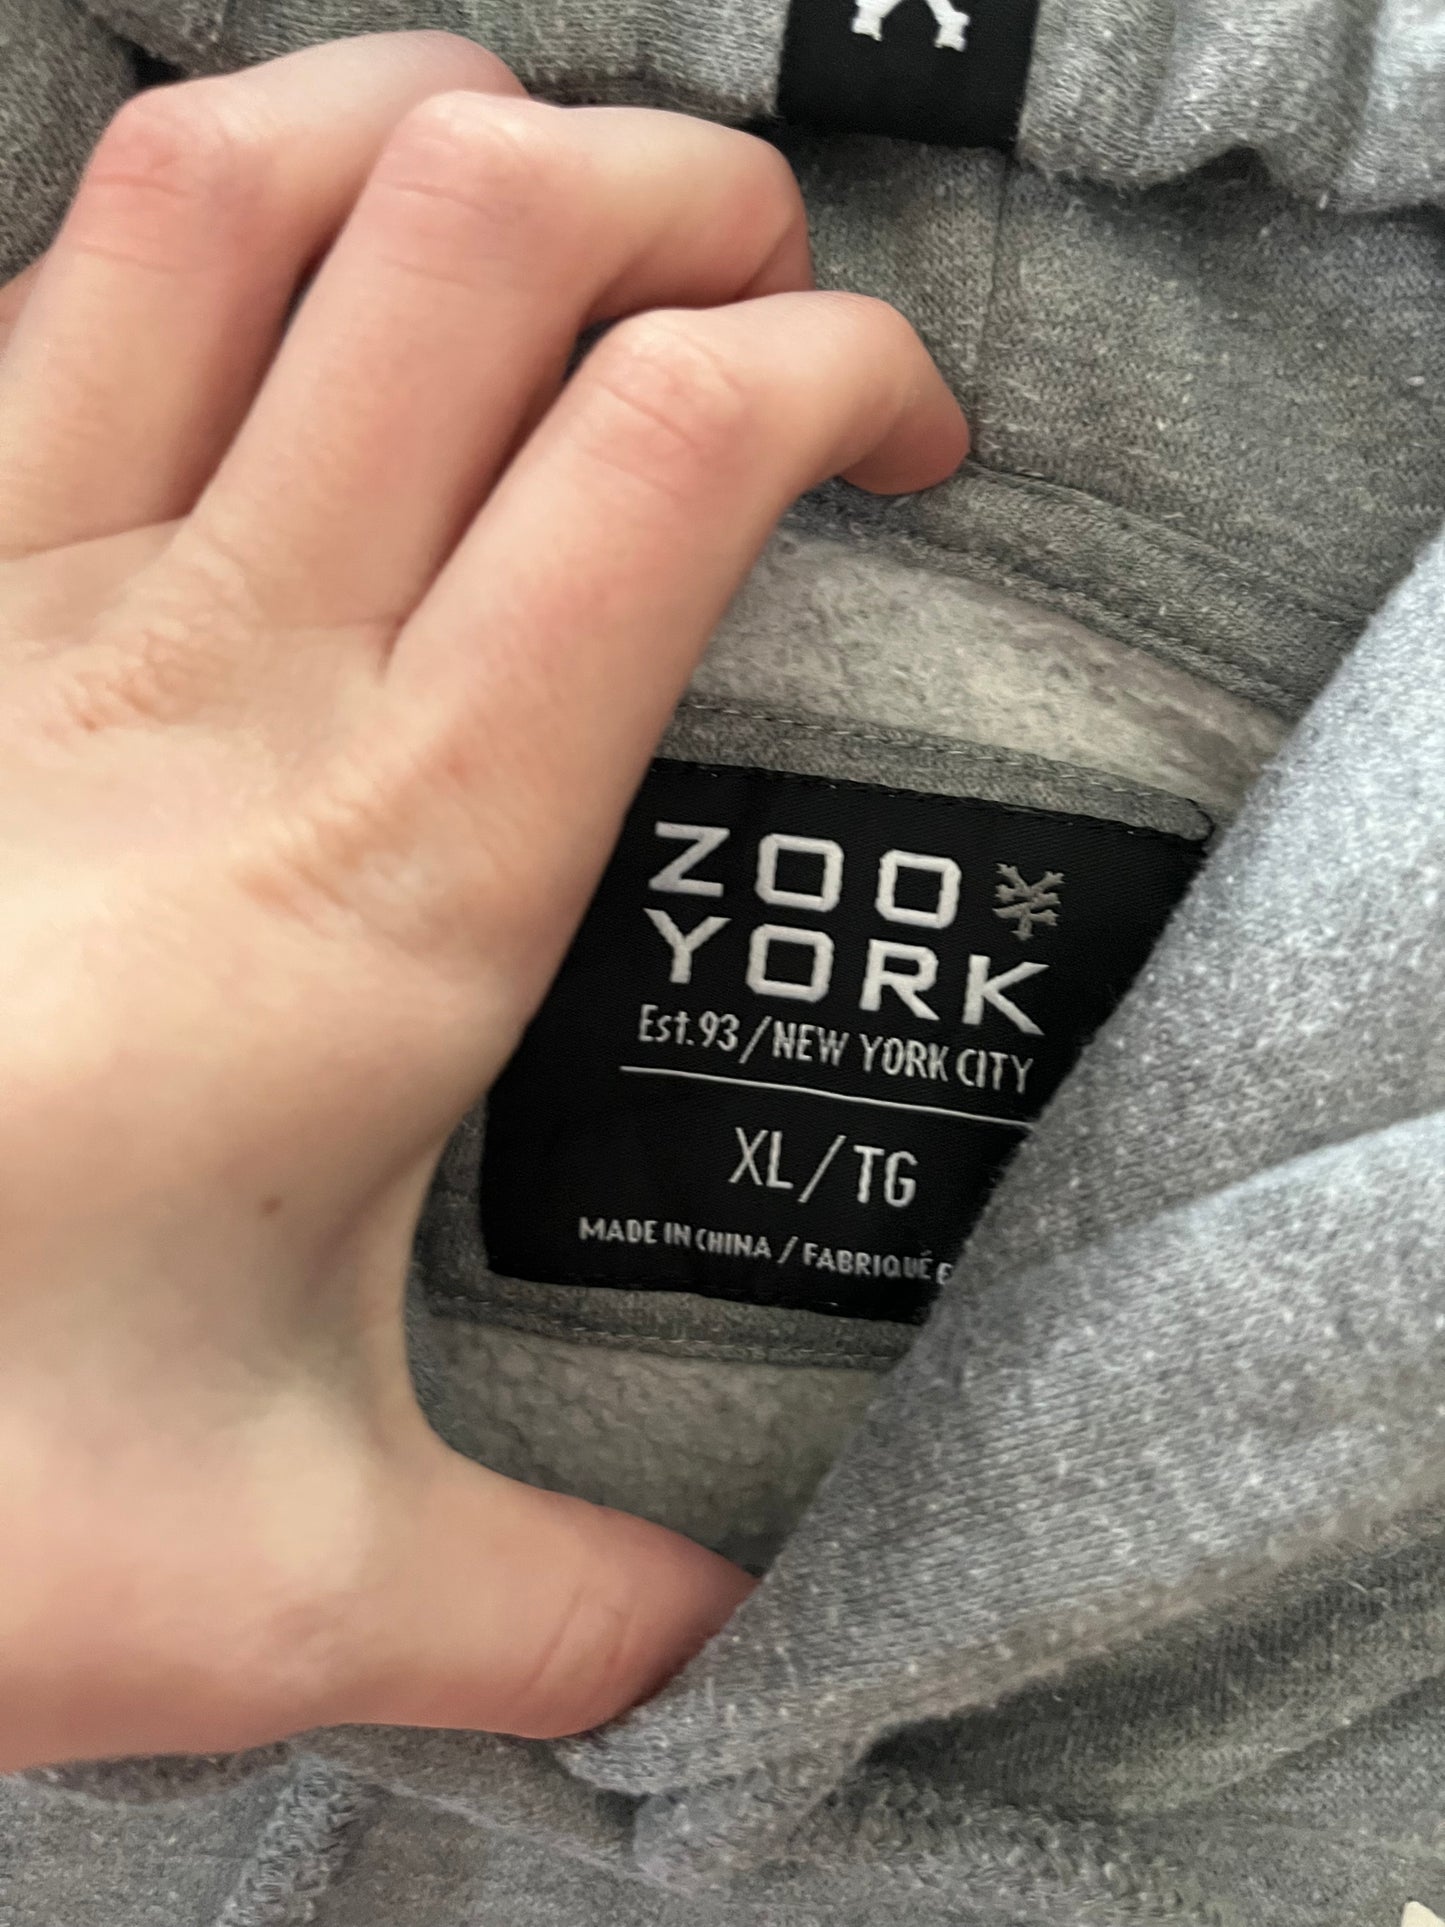 ZOO
YORK
Est.93/NEW YORK CITY
XL/TG
MADE IN CHINA / FABRIQUÉ